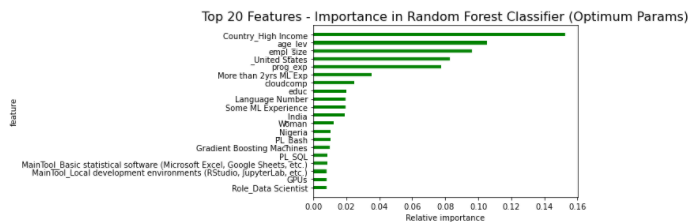 Top 20 Features - Importance in Random Forest Classifier (Optimum Params)
feature
Country_High Income
age_lev
empl_size
_United States
prog_exp
More than 2yrs ML Exp
cloudcomp
educ
Language Number
Some ML Experience
India
Woman
Nigeria
PL_Bash
Gradient Boosting Machines
PL_SQL
MainTool_Basic statistical software (Microsoft Excel, Google Sheets, etc.)
MainTool_Local development environments (RStudio, JupyterLab, etc.)
GPUs
Role_Data Scientist
0.00 0.02 0.04 0.06 0.08 0.10 0.12 0.14 0.16
Relative importance